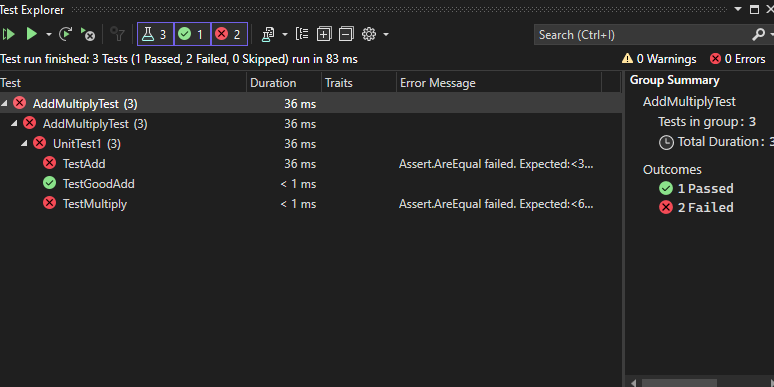 Test Explorer
3 1 2 Search (Ctrl+I)
Test run finished: 3 Tests (1 Passed, 2 Failed, 0 Skipped) run in 83 ms 0 Warnings 0 Errors
Test Duration Traits Error Message
AddMultiplyTest (3) 36 ms
AddMultiplyTest (3) 36 ms
UnitTest1 (3) 36 ms
TestAdd 36 ms Assert.AreEqual failed. Expected:<3...
TestGoodAdd < 1 ms
TestMultiply < 1 ms Assert.AreEqual failed. Expected:<6...
Group Summary
AddMultiplyTest
Tests in group: 3
Total Duration: 3
Outcomes
1 Passed
2 Failed